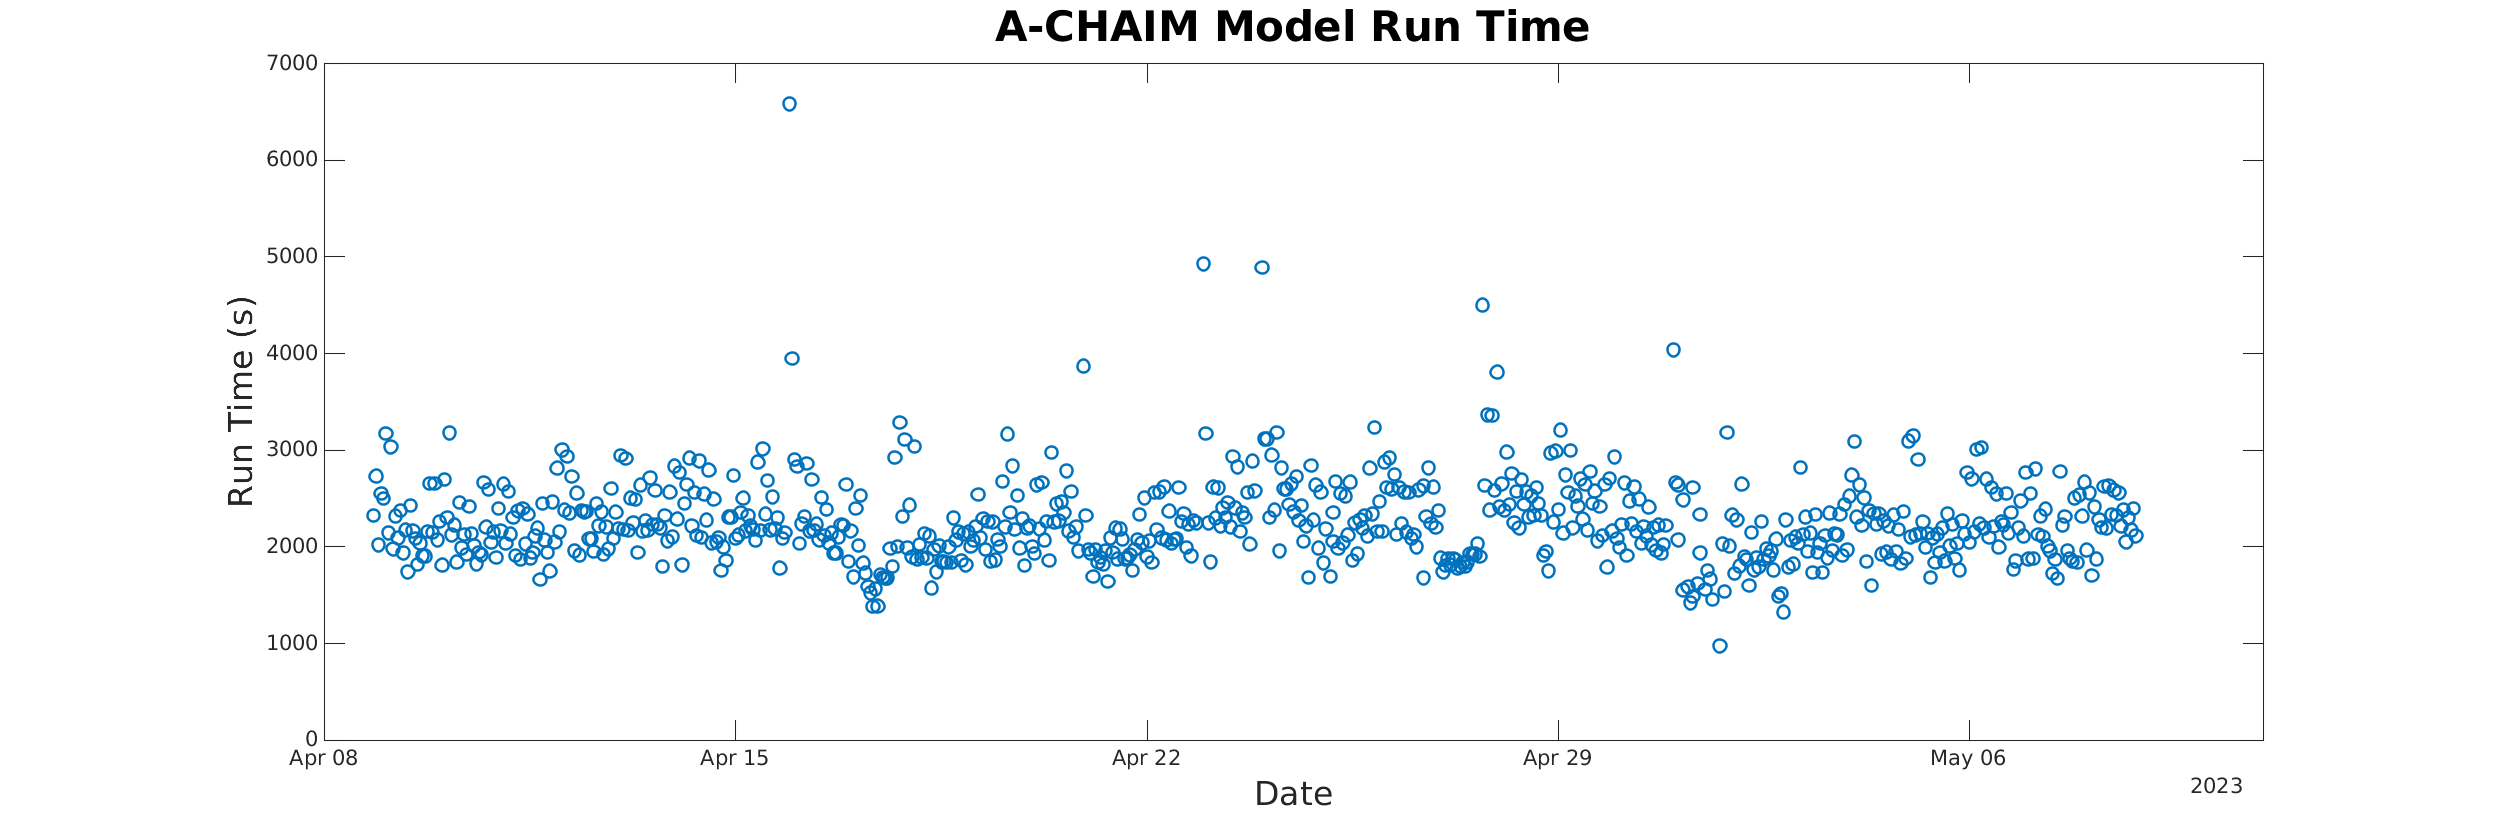 A-CHAIM Model Run Time
7000
6000
5000
4000
3000
2000
1000
0
Run Time (s)
Apr 08 Apr 15 Apr 22 Apr 29 May 06
2023
Date